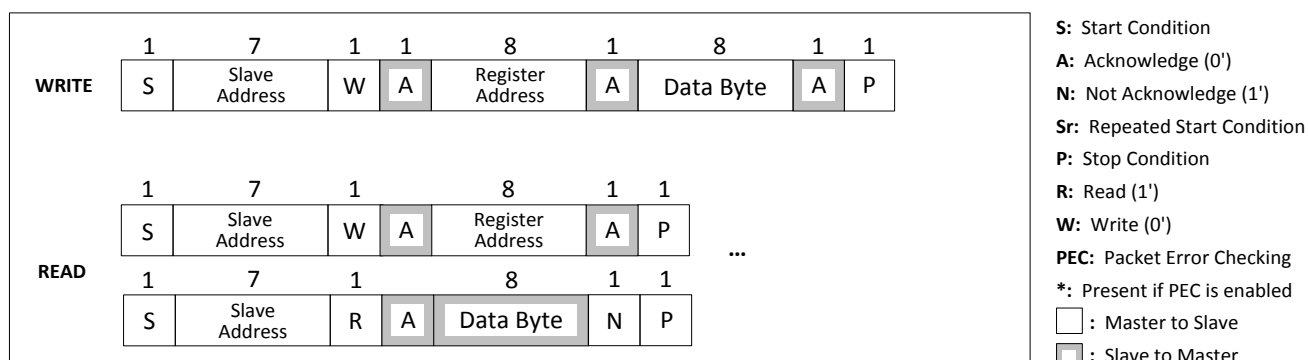 1 7 1 1 8 1 8 1 1
WRITE S Slave Address W A Register Address A Data Byte A P
1 7 1 8 1 1
S Slave Address W A Register Address A P
...
READ
1 7 1 8 1 1
S Slave Address R A Data Byte N P
S: Start Condition
A: Acknowledge (0')
N: Not Acknowledge (1')
Sr: Repeated Start Condition
P: Stop Condition
R: Read (1')
W: Write (0')
PEC: Packet Error Checking
*: Present if PEC is enabled
: Master to Slave
: Slave to Master